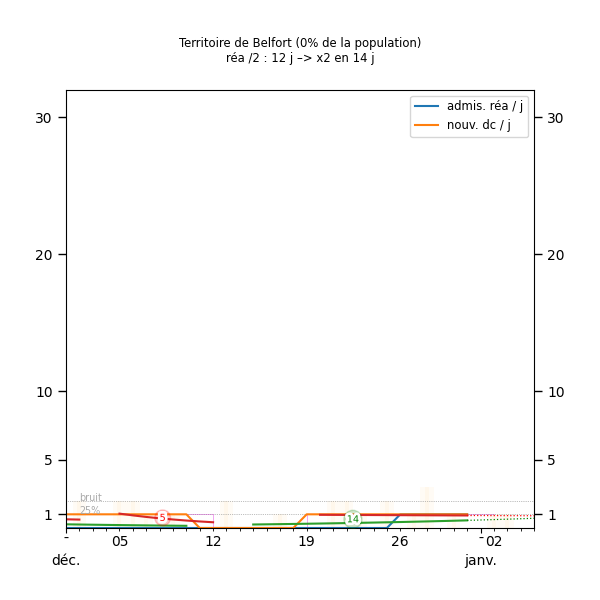 Territoire de Belfort (0% de la population)
réa /2 : 12 j –> x2 en 14 j
admis. réa / j
nouv. dc / j
30
30
20
20
10
10
5
5
bruit
25%
1
1
5
14
- 05 12 19 26 - 02
déc. janv.